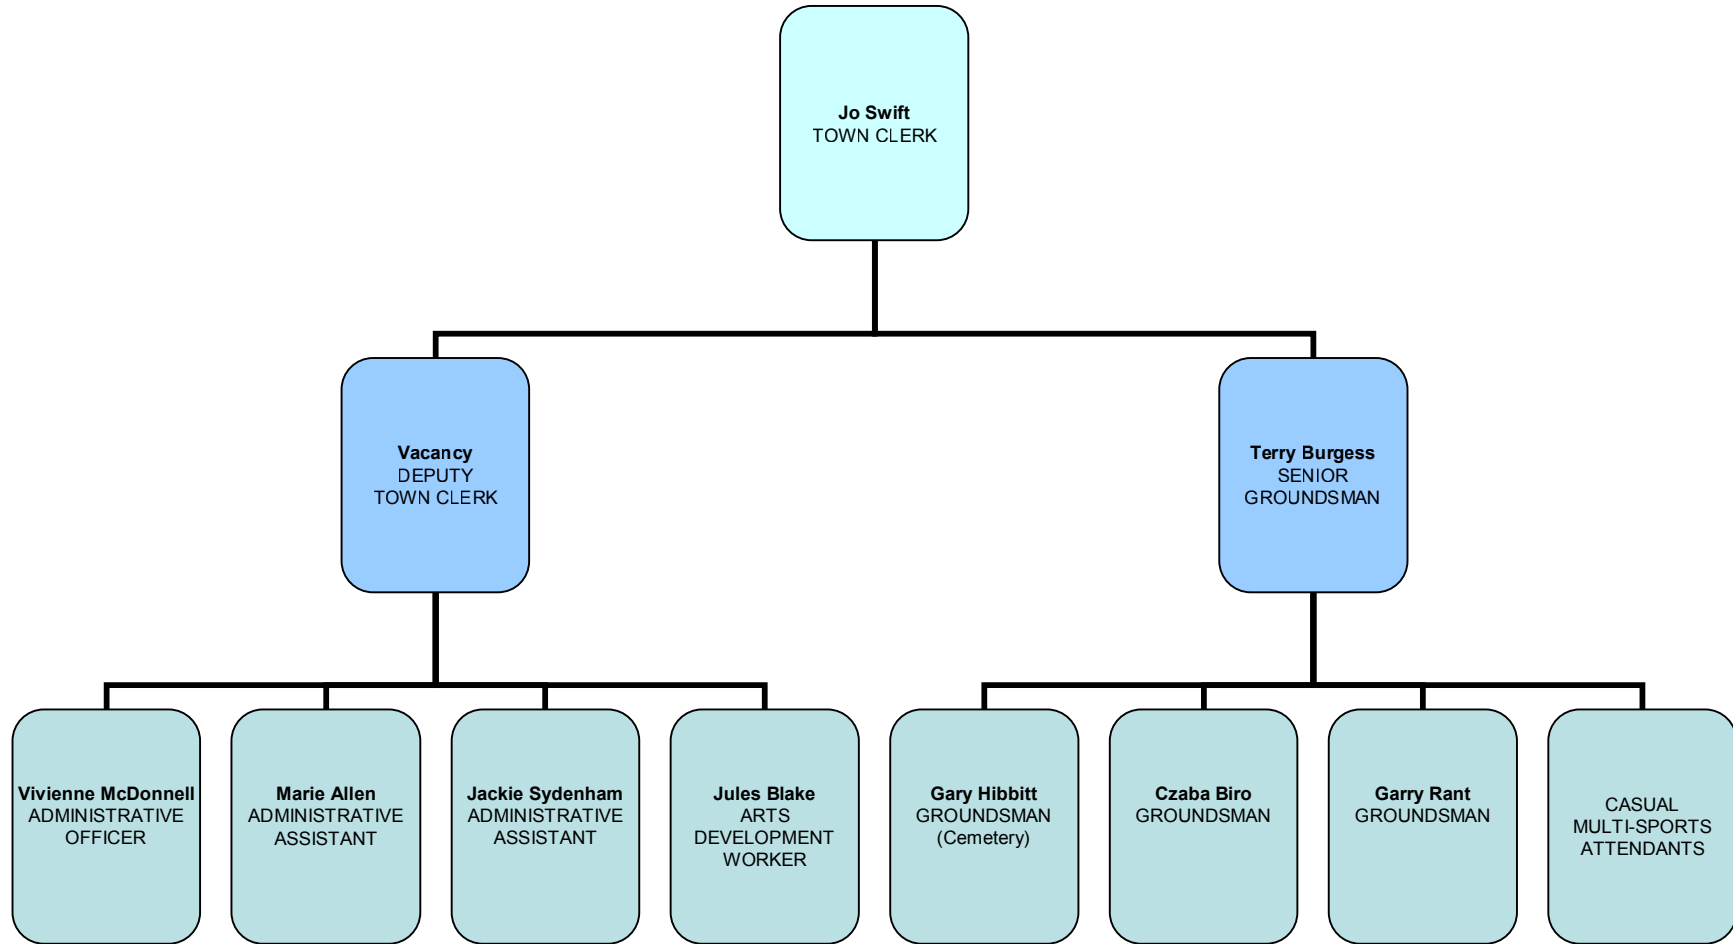 Jo Swift
TOWN CLERK
Vacancy
DEPUTY
TOWN CLERK
Terry Burgess
SENIOR
GROUNDSMAN
Vivienne McDonnell
ADMINISTRATIVE
OFFICER
Marie Allen
ADMINISTRATIVE
ASSISTANT
Jackie Sydenham
ADMINISTRATIVE
ASSISTANT
Jules Blake
ARTS
DEVELOPMENT
WORKER
Gary Hibbitt
GROUNDSMAN
(Cemetery)
Czaba Biro
GROUNDSMAN
Garry Rant
GROUNDSMAN
CASUAL
MULTI-SPORTS
ATTENDANTS